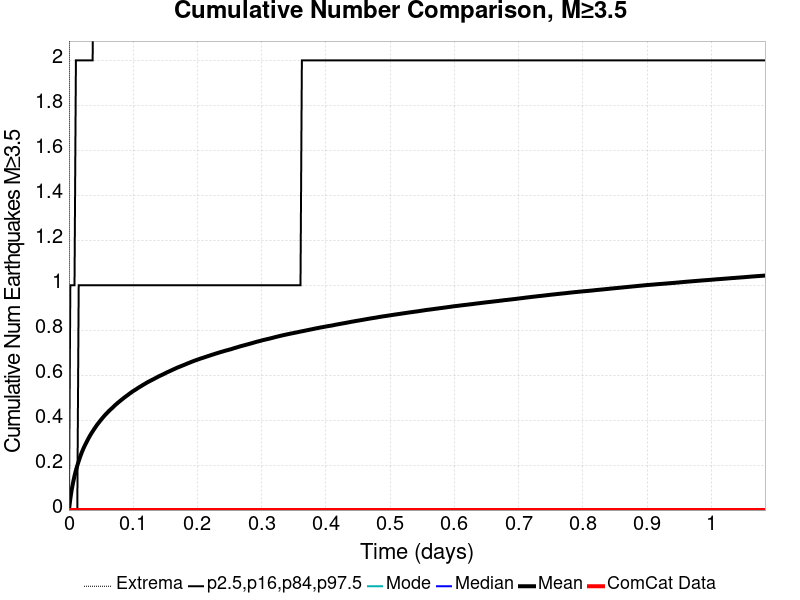 Cumulative Number Comparison, M≥3.5
Cumulative Num Earthquakes M≥3.5
2
1.8
1.6
1.4
1.2
1
0.8
0.6
0.4
0.2
0
0 0.1 0.2 0.3 0.4 0.5 0.6 0.7 0.8 0.9 1
Time (days)
Extrema p2.5,p16,p84,p97.5 Mode Median Mean ComCat Data